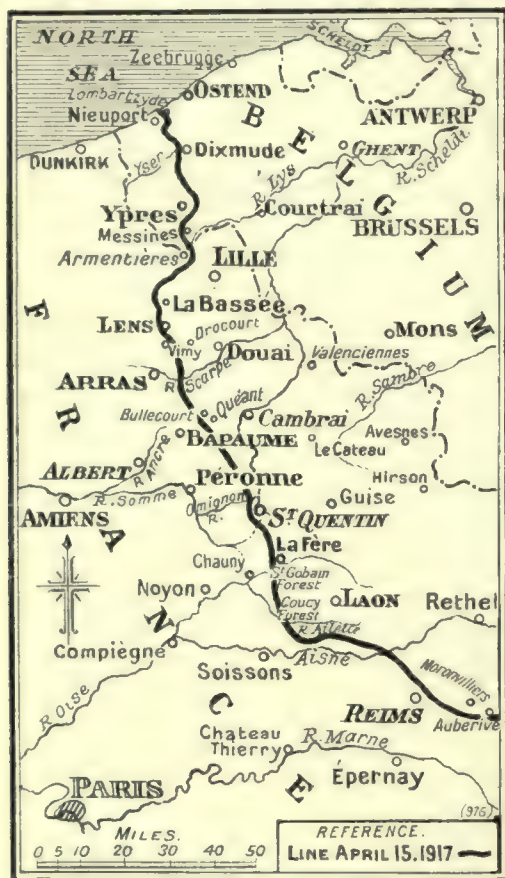 NORTH
SEA
SCHELDT
Zeebrugge
Lombartzyde
OSTEND
Nieuport
ANTWERP
BELGIUM
DUNKIRK
Yser
Dixmude
GHENT
R. Scheldt
R. Lys
Ypres
Courtrai
BRUSSELS
Messines
Armentières
LILLE
La Bassée
LENS
Drocourt
Mons
Vimy
Douai
Valenciennes
FRANCE
ARRAS
R. Scarpe
R. Sambre
Bullecourt
Quéant
Cambrai
Avesnes
BAPAUME
Le Cateau
ALBERT
R. Ancre
Hirson
Péronne
R. Somme
Omignon
R.
Guise
AMIENS
ST QUENTIN
La Fère
Chauny
St Gobain
Forest
Noyon
Coucy
Forest
LAON
Rethel
R. Ailette
Compiègne
Aisne
Soissons
Moronvilliers
R. Oise
REIMS
Auberive
Chateau
Thierry
R. Marne
PARIS
Épernay
(976)
MILES.
0 5 10 20 30 40 50
REFERENCE.
LINE APRIL 15. 1917